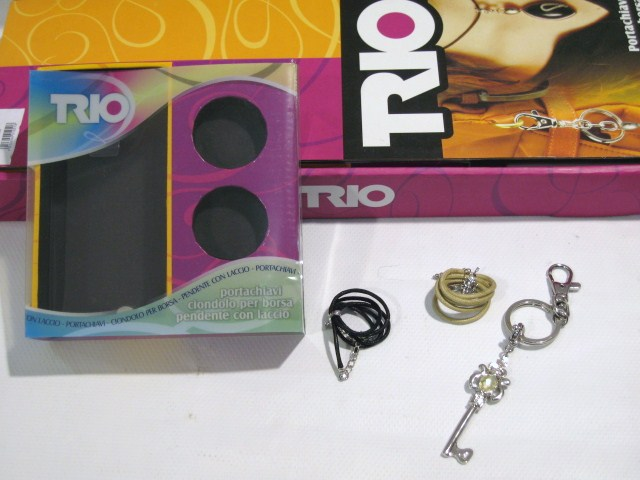 TRIO
portachiavi
TRIO
TRIO
PENDENTE CON LACCIO - PORTACHIAVI
CON LACCIO - PORTACHIAVI - CIONDOLO PER BORSA -
portachiavi
ciondolo per borsa
pendente con laccio